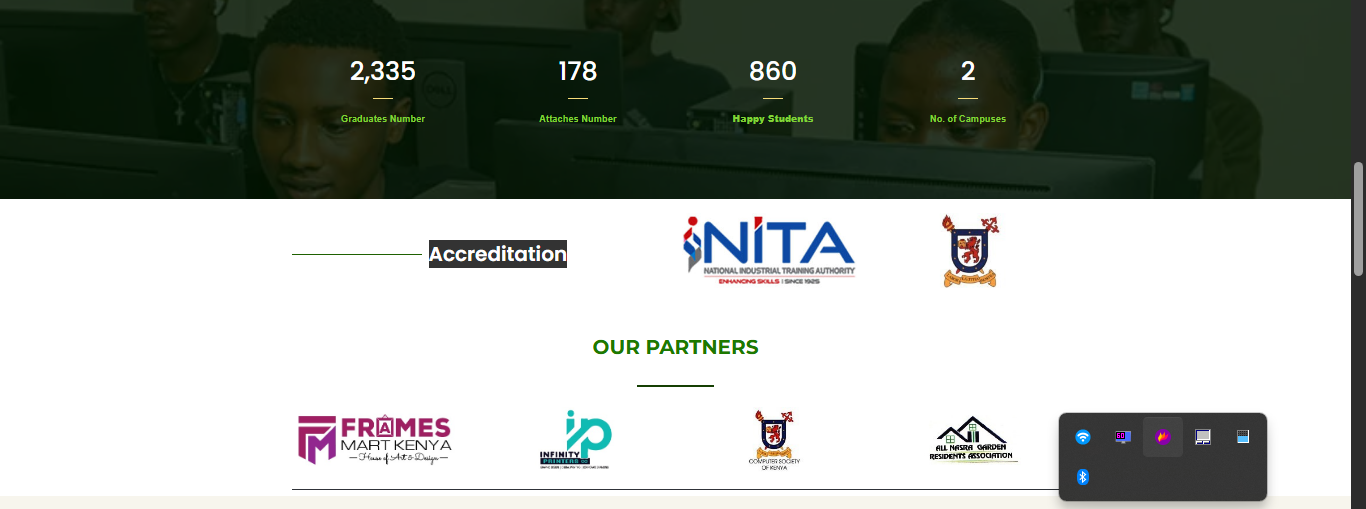 2,335
178
860
2
Graduates Number
Attaches Number
Happy Students
No. of Campuses
Accreditation
NITA
NATIONAL INDUSTRIAL TRAINING AUTHORITY
ENHANCING SKILLS | SINCE 1925
OUR PARTNERS
FRAMES
MART KENYA
House of Art & Design
ip
INFINITY
PRINTERS
COMPUTER SOCIETY
OF KENYA
ALL NASRA GARDEN
RESIDENTS ASSOCIATION